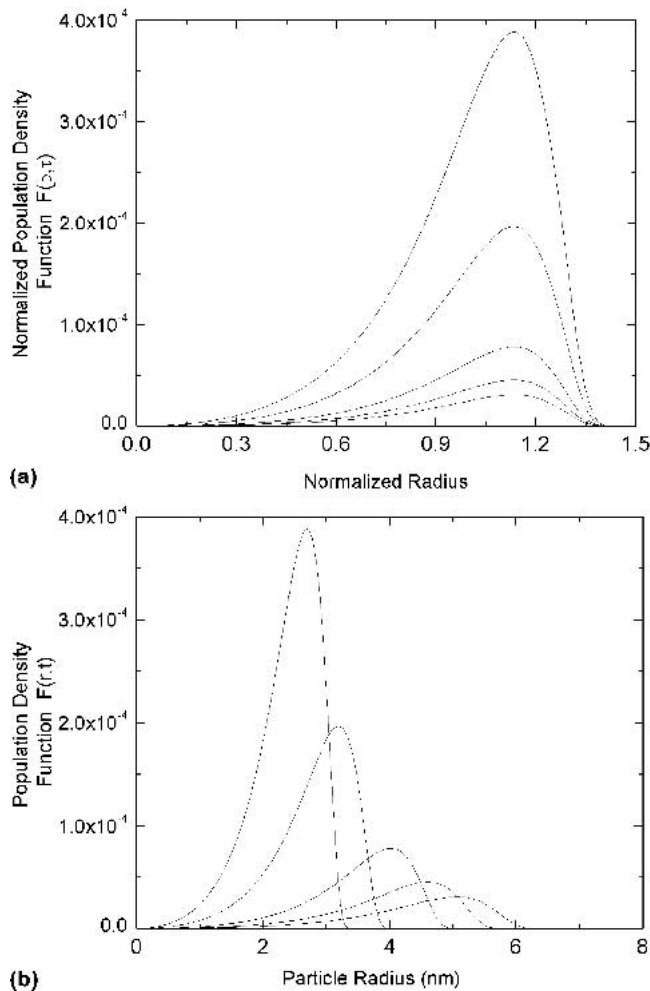 4.0x10⁻⁴
3.0x10⁻⁴
2.0x10⁻⁴
1.0x10⁻⁴
0.0
Normalized Population Density
Function F(ρ,τ)
0.0 0.3 0.6 0.9 1.2 1.5
Normalized Radius
(a)
4.0x10⁻⁴
3.0x10⁻⁴
2.0x10⁻⁴
1.0x10⁻⁴
0.0
Population Density
Function F(r,t)
0 2 4 6 8
Particle Radius (nm)
(b)